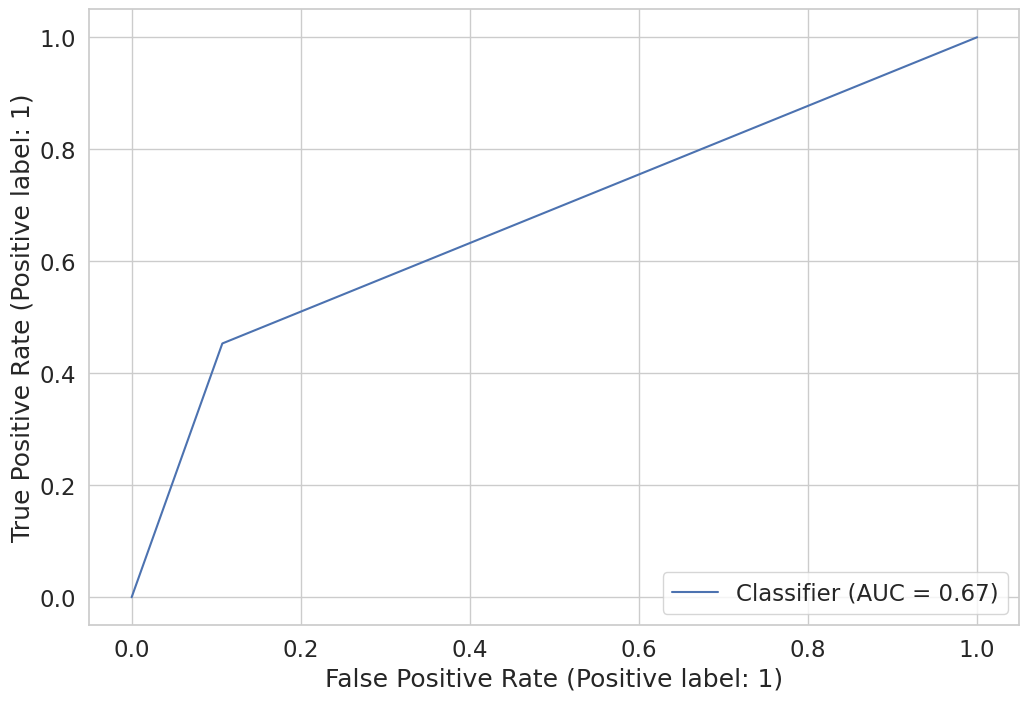 1.0
0.8
0.6
0.4
0.2
0.0
True Positive Rate (Positive label: 1)
Classifier (AUC = 0.67)
0.0 0.2 0.4 0.6 0.8 1.0
False Positive Rate (Positive label: 1)